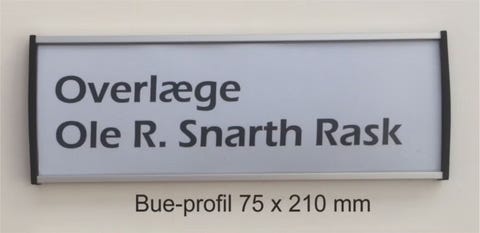 Overlæge
Ole R. Snarth Rask
Bue-profil 75 x 210 mm